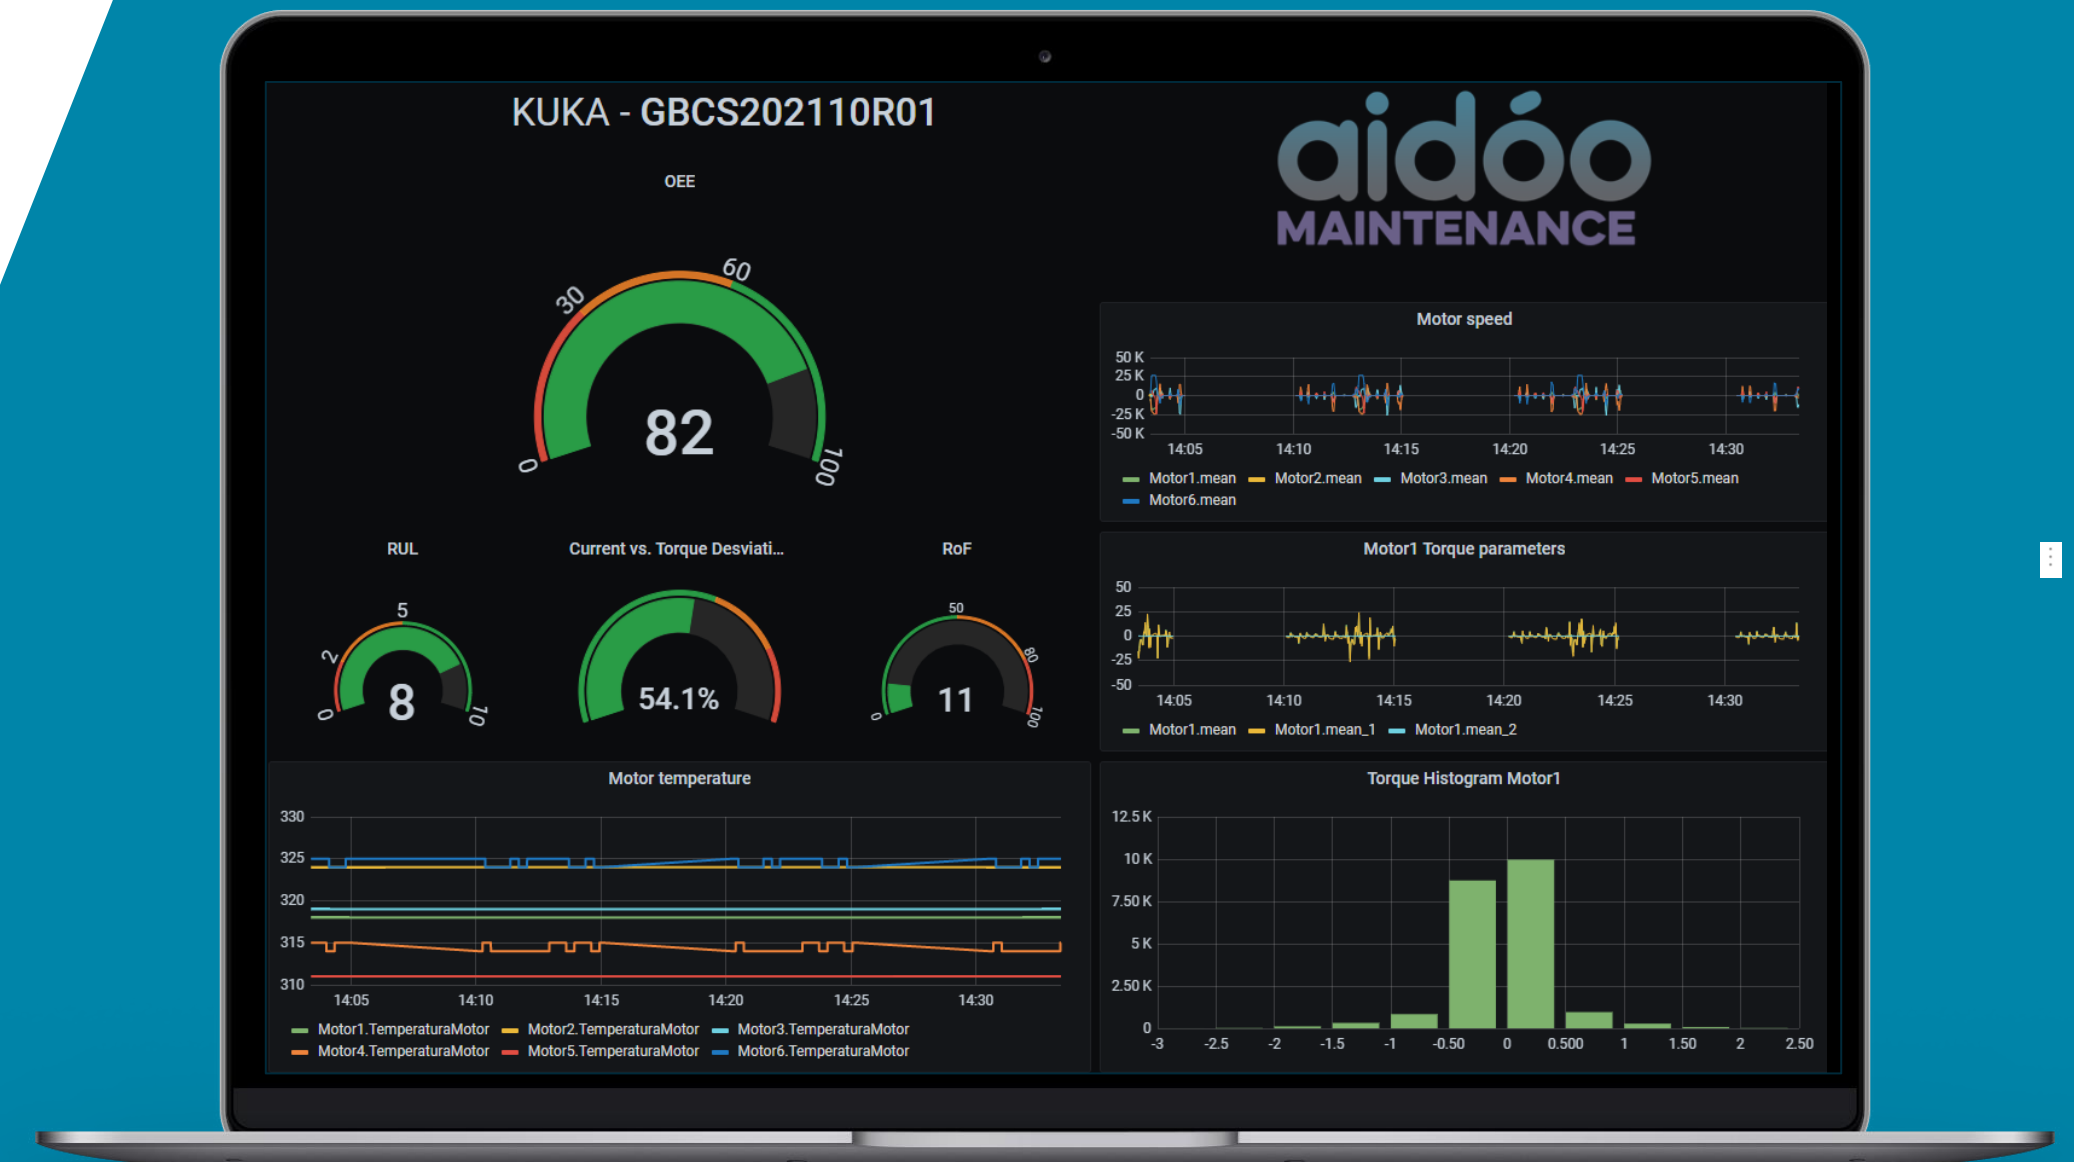 KUKA - GBCS202110R01
aidóo
MAINTENANCE
OEE
0
30
60
100
82
RUL
0
2
5
10
8
Current vs. Torque Desviati...
54.1%
RoF
0
50
80
100
11
Motor temperature
330
325
320
315
310
14:05 14:10 14:15 14:20 14:25 14:30
Motor1.TemperaturaMotor Motor2.TemperaturaMotor Motor3.TemperaturaMotor
Motor4.TemperaturaMotor Motor5.TemperaturaMotor Motor6.TemperaturaMotor
Motor speed
50 K
25 K
0
-25 K
-50 K
14:05 14:10 14:15 14:20 14:25 14:30
Motor1.mean Motor2.mean Motor3.mean Motor4.mean Motor5.mean
Motor6.mean
Motor1 Torque parameters
50
25
0
-25
-50
14:05 14:10 14:15 14:20 14:25 14:30
Motor1.mean Motor1.mean_1 Motor1.mean_2
Torque Histogram Motor1
12.5 K
10 K
7.50 K
5 K
2.50 K
0
-3 -2.5 -2 -1.5 -1 -0.50 0 0.500 1 1.50 2 2.50